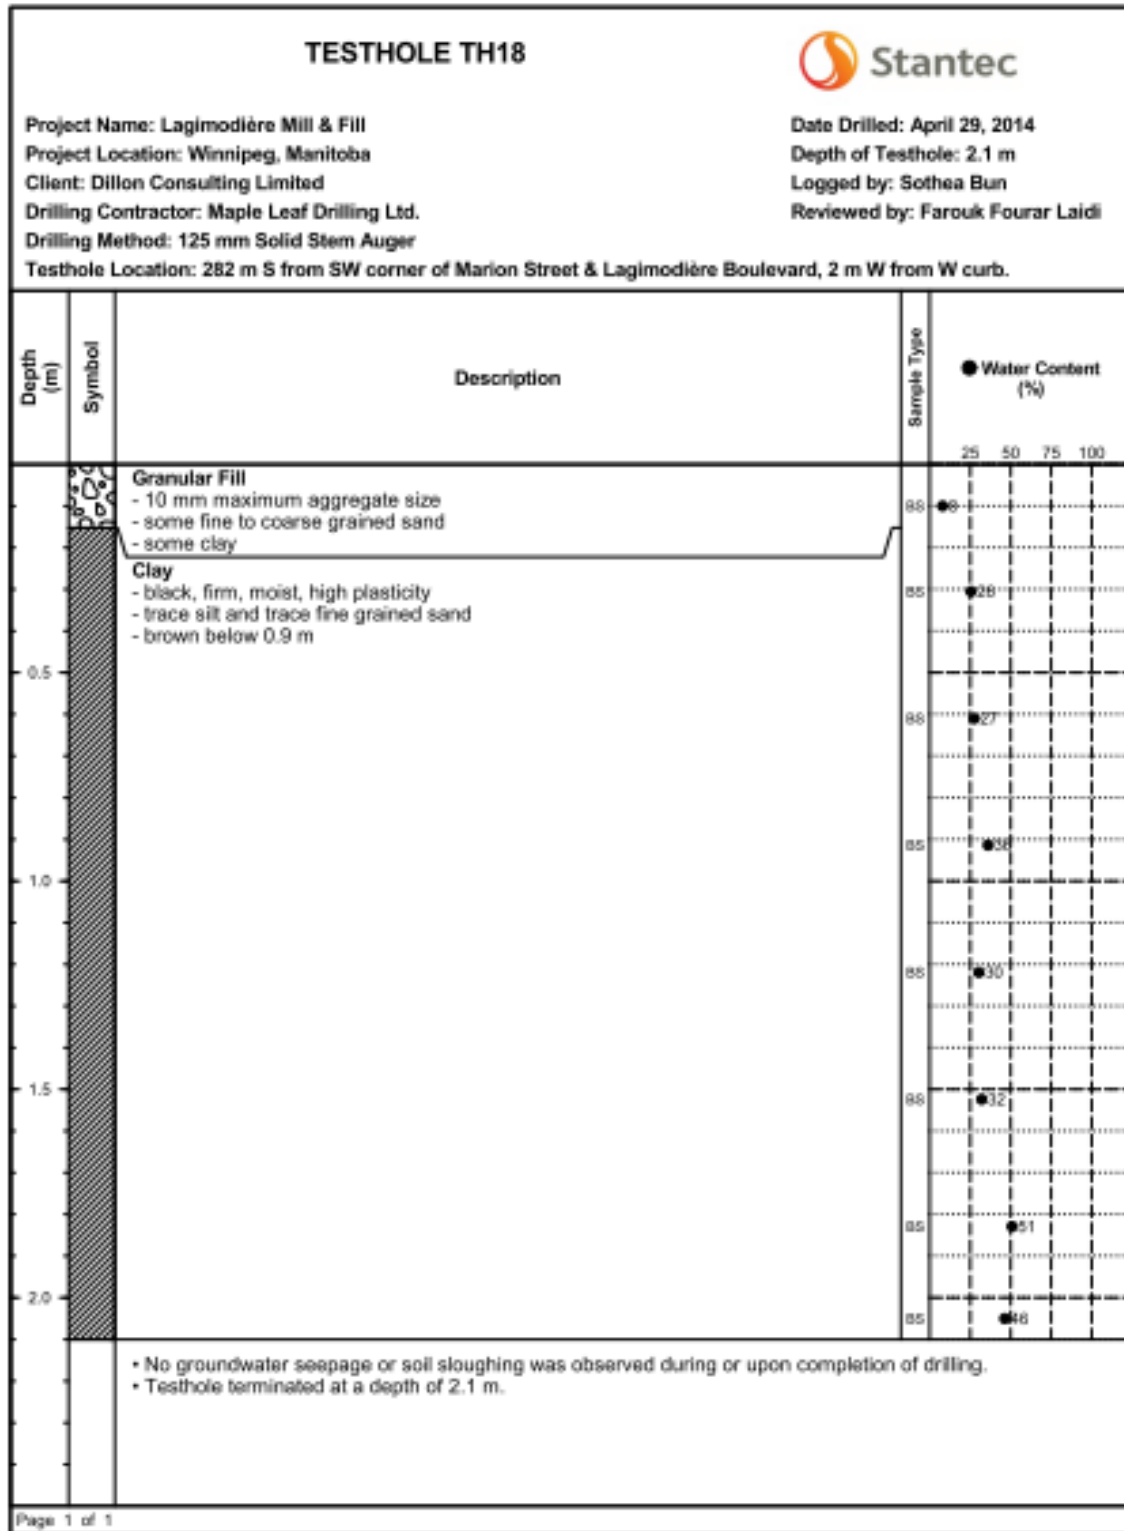 TESTHOLE TH18
Stantec
Project Name: Lagimodière Mill & Fill
Project Location: Winnipeg, Manitoba
Client: Dillon Consulting Limited
Drilling Contractor: Maple Leaf Drilling Ltd.
Drilling Method: 125 mm Solid Stem Auger
Testhole Location: 282 m S from SW corner of Marion Street & Lagimodière Boulevard, 2 m W from W curb.
Date Drilled: April 29, 2014
Depth of Testhole: 2.1 m
Logged by: Sothea Bun
Reviewed by: Farouk Fourar Laidi
Depth (m)
Symbol
Description
Sample Type
Water Content (%)
25 50 75 100
Granular Fill
- 10 mm maximum aggregate size
- some fine to coarse grained sand
- some clay
BS 8
Clay
- black, firm, moist, high plasticity
- trace silt and trace fine grained sand
- brown below 0.9 m
BS
0.5
BS 27
BS
1.0
BS 30
1.5
BS 32
BS 51
2.0
BS 46
• No groundwater seepage or soil sloughing was observed during or upon completion of drilling.
• Testhole terminated at a depth of 2.1 m.
Page 1 of 1